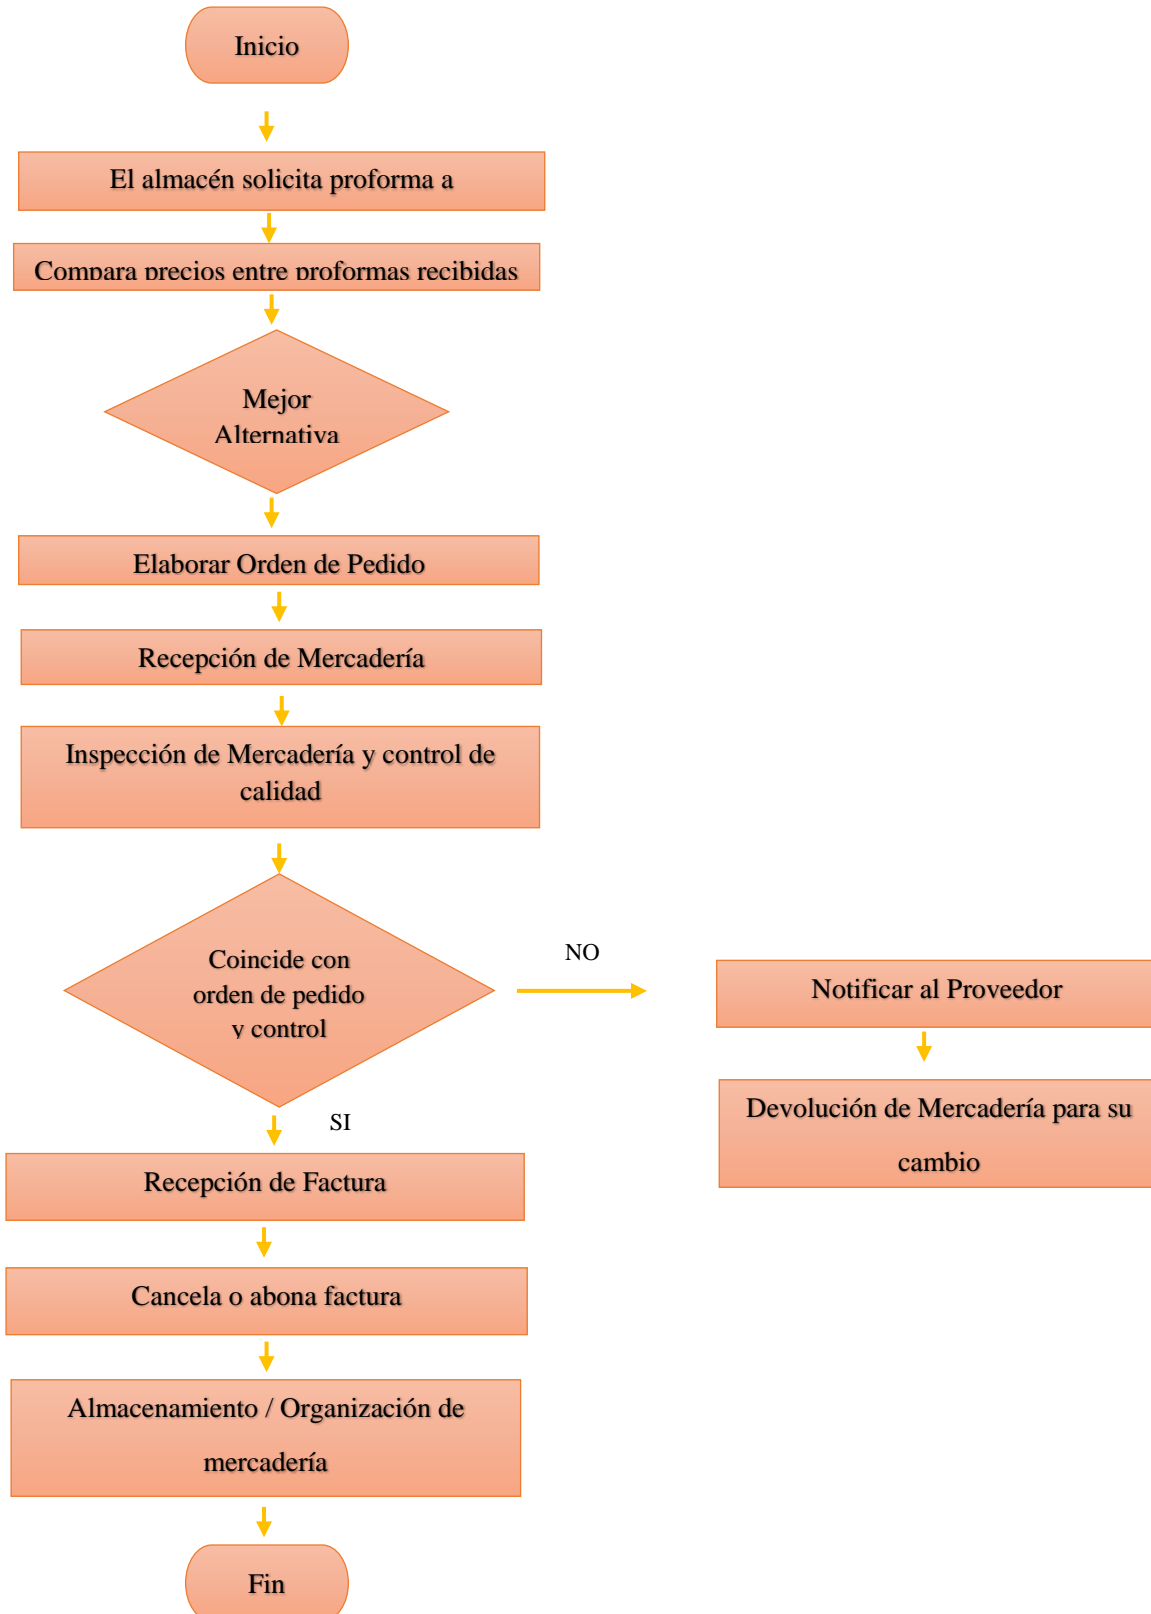 Inicio
El almacén solicita proforma a
Compara precios entre proformas recibidas
Mejor
Alternativa
Elaborar Orden de Pedido
Recepción de Mercadería
Inspección de Mercadería y control de
calidad
Coincide con
orden de pedido
y control
NO
Notificar al Proveedor
Devolución de Mercadería para su
cambio
SI
Recepción de Factura
Cancela o abona factura
Almacenamiento / Organización de
mercadería
Fin